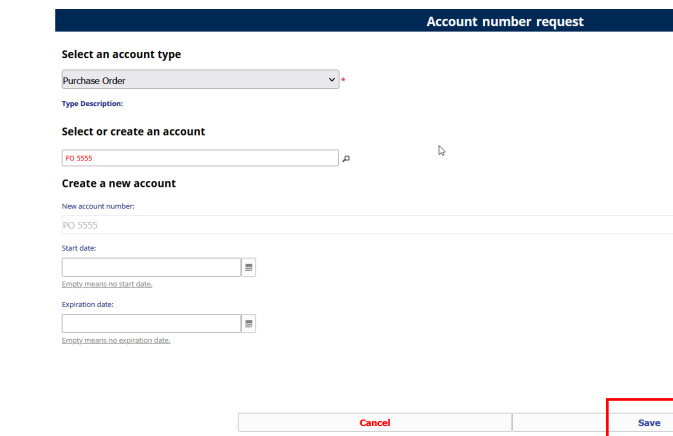 Account number request
Select an account type
Purchase Order *
Type Description:
Select or create an account
PO 5555
Create a new account
New account number:
PO 5555
Start date:
Empty means no start date.
Expiration date:
Empty means no expiration date.
Cancel Save